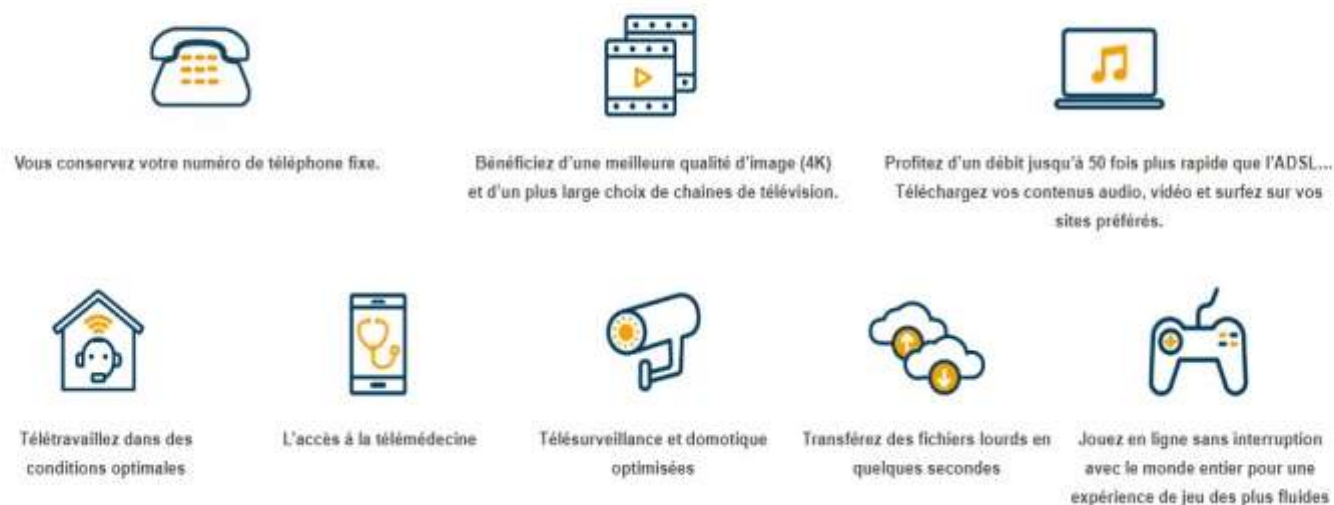 Vous conservez votre numéro de téléphone fixe.
Bénéficiez d'une meilleure qualité d'image (4K)
et d'un plus large choix de chaines de télévision.
Profitez d'un débit jusqu'à 50 fois plus rapide que l'ADSL...
Téléchargez vos contenus audio, vidéo et surfez sur vos
sites préférés.
Télétravaillez dans des
conditions optimales
L'accès à la télémédecine
Télésurveillance et domotique
optimisées
Transférez des fichiers lourds en
quelques secondes
Jouez en ligne sans interruption
avec le monde entier pour une
expérience de jeu des plus fluides